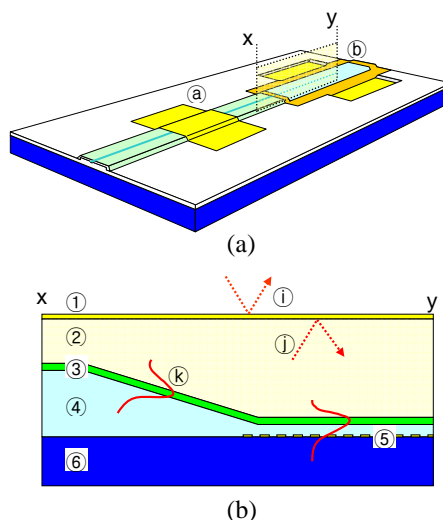 x y
ⓐ ⓑ
(a)
x ① ⓘ y
② ⓙ
③ ⓚ
④ ⑤
⑥
(b)